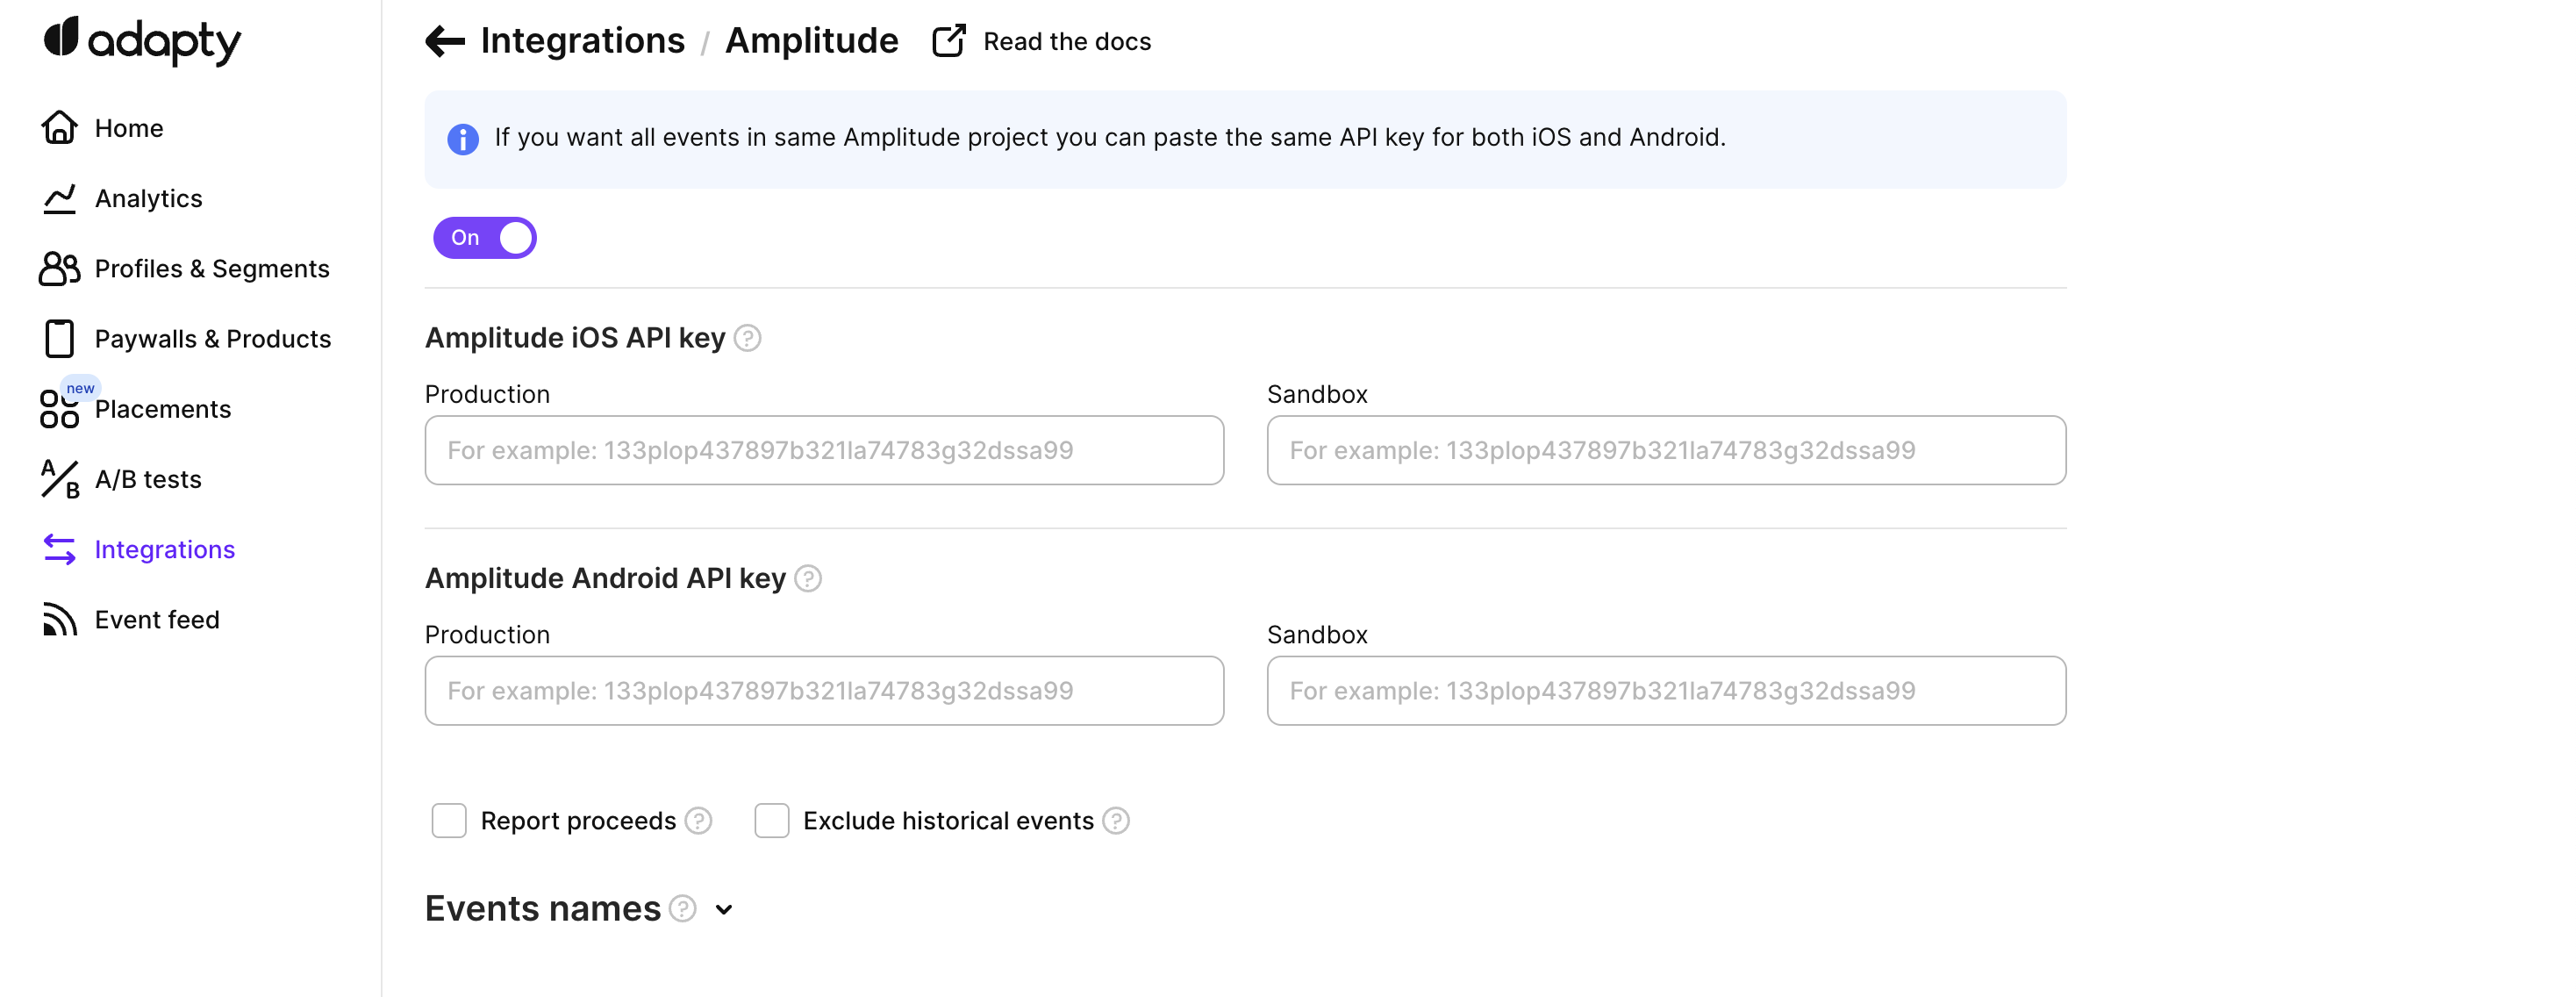 adapty
Home
Analytics
Profiles & Segments
Paywalls & Products
new
Placements
A/B tests
Integrations
Event feed
Integrations / Amplitude Read the docs
If you want all events in same Amplitude project you can paste the same API key for both iOS and Android.
On
Amplitude iOS API key ?
Production Sandbox
For example: 133plop437897b321la74783g32dssa99 For example: 133plop437897b321la74783g32dssa99
Amplitude Android API key ?
Production Sandbox
For example: 133plop437897b321la74783g32dssa99 For example: 133plop437897b321la74783g32dssa99
Report proceeds ? Exclude historical events ?
Events names ?